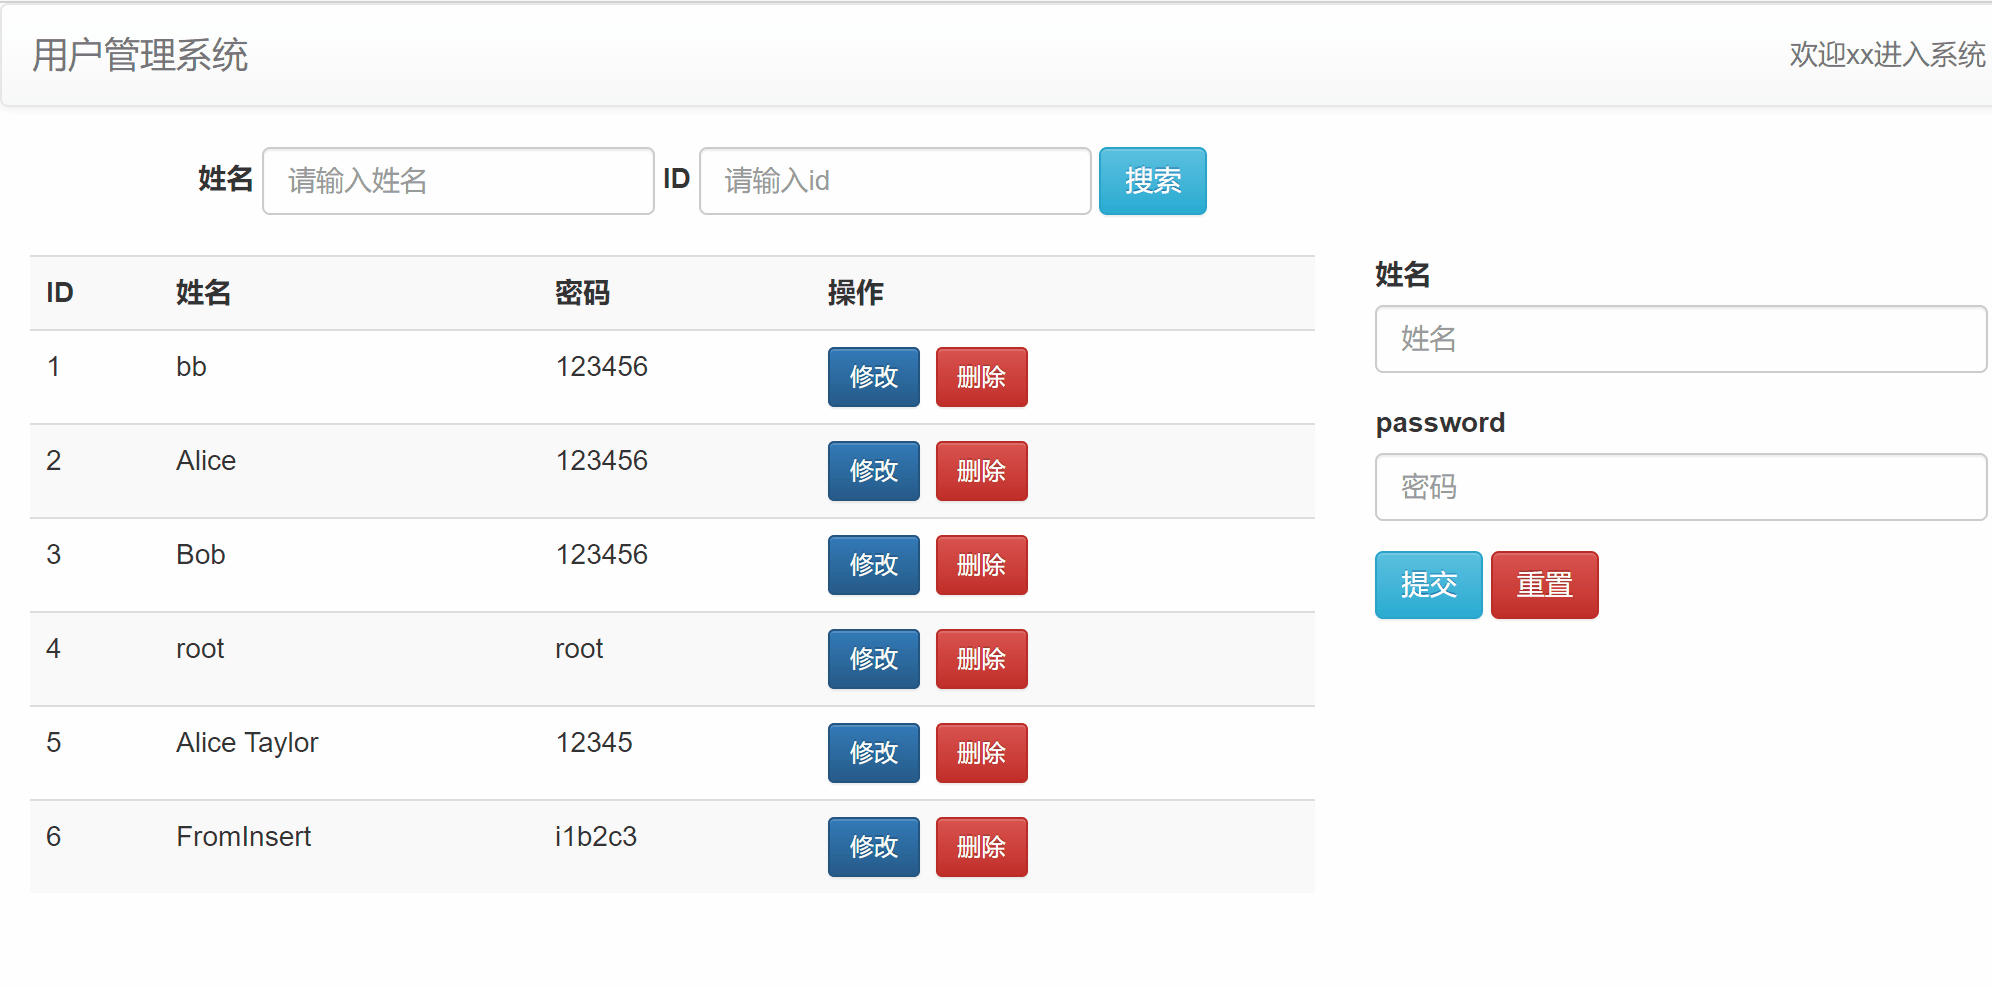 用户管理系统 欢迎xx进入系统
姓名 请输入姓名 ID 请输入id 搜索
ID 姓名 密码 操作
1 bb 123456 修改 删除
2 Alice 123456 修改 删除
3 Bob 123456 修改 删除
4 root root 修改 删除
5 Alice Taylor 12345 修改 删除
6 FromInsert i1b2c3 修改 删除
姓名
姓名
password
密码
提交 重置